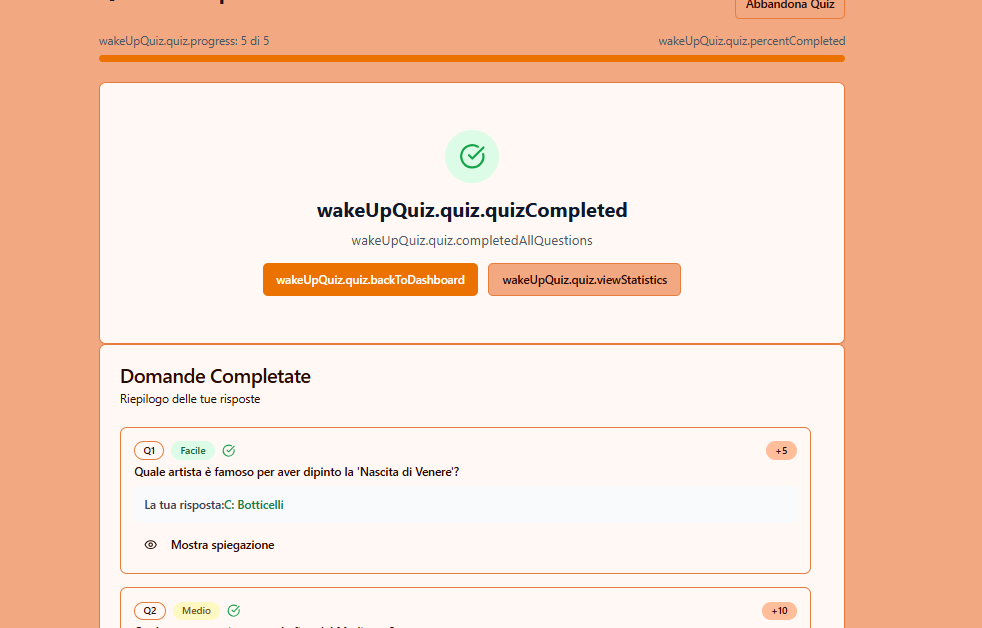 Abbandona Quiz
wakeUpQuiz.quiz.progress: 5 di 5
wakeUpQuiz.quiz.percentCompleted
wakeUpQuiz.quiz.quizCompleted
wakeUpQuiz.quiz.completedAllQuestions
wakeUpQuiz.quiz.backToDashboard
wakeUpQuiz.quiz.viewStatistics
Domande Completate
Riepilogo delle tue risposte
Q1 Facile +5
Quale artista è famoso per aver dipinto la 'Nascita di Venere'?
La tua risposta:C: Botticelli
Mostra spiegazione
Q2 Medio +10